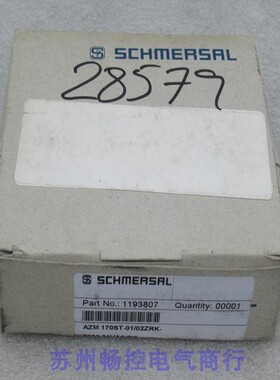 SCHMERSAL
28579
SCHMERSAL
Part No.: 1193807 Quantity: 00001
AZM 170ST-01/02ZRK-
苏州畅控电气商行